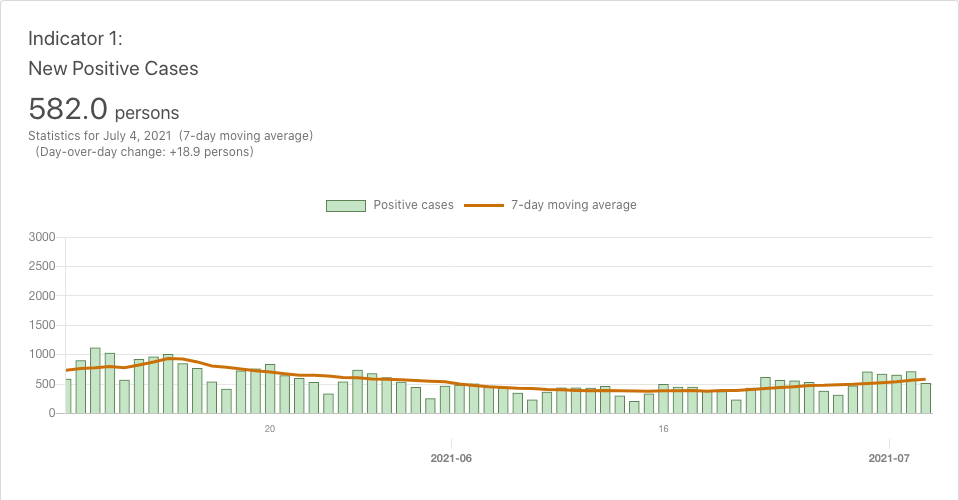 Indicator 1:
New Positive Cases
582.0 persons
Statistics for July 4, 2021 (7-day moving average)
(Day-over-day change: +18.9 persons)
Positive cases 7-day moving average
3000
2500
2000
1500
1000
500
0
20 16
2021-06 2021-07